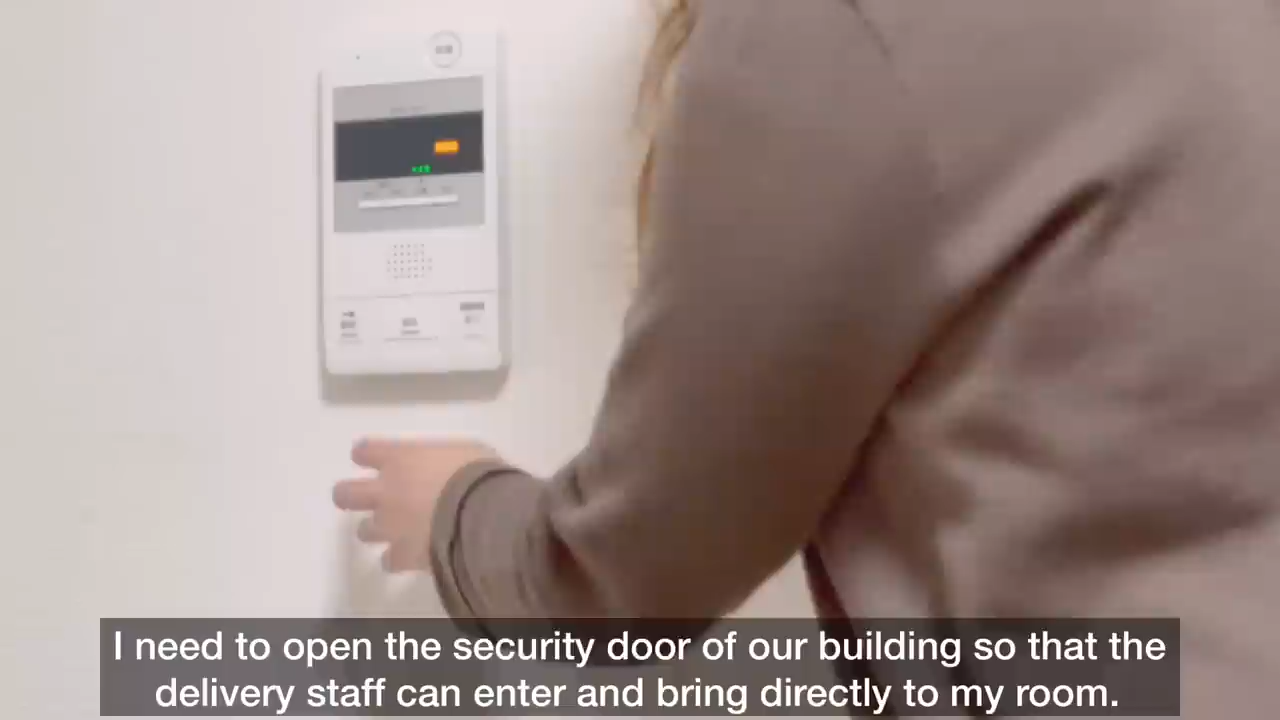 I need to open the security door of our building so that the
delivery staff can enter and bring directly to my room.